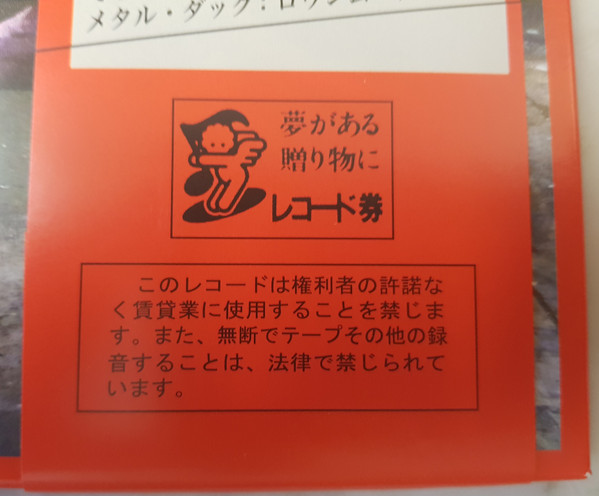 メタル・ダック:ロ
夢がある
贈り物に
レコード券
このレコードは権利者の許諾な
く賃貸業に使用することを禁じま
す。また、無断でテープその他の録
音することは、法律で禁じられて
います。